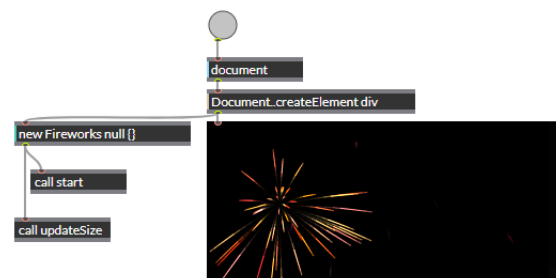 document
Document..createElement div
new Fireworks null {}
call start
call updateSize